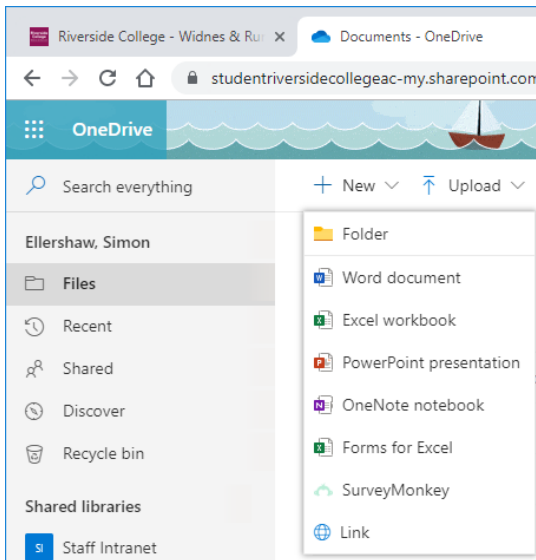 Riverside College - Widnes & Ru
Documents - OneDrive
studentriversidecollegeac-my.sharepoint.com
OneDrive
Search everything
New
Upload
Ellershaw, Simon
Files
Recent
Shared
Discover
Recycle bin
Shared libraries
SI Staff Intranet
Folder
Word document
Excel workbook
PowerPoint presentation
OneNote notebook
Forms for Excel
SurveyMonkey
Link